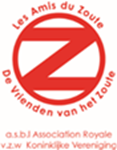 Les Amis du Zoute
Z
De Vrienden van het Zoute
a.s.b.l Association Royale
v.z.w Koninklijke Vereniging